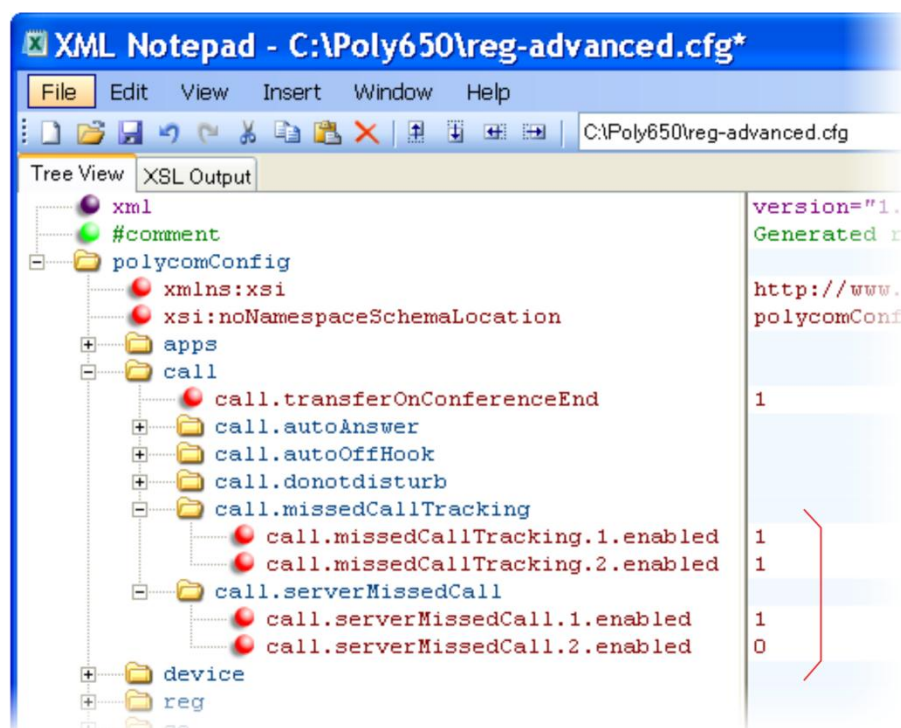 XML Notepad - C:\Poly650\reg-advanced.cfg*
File Edit View Insert Window Help
C:\Poly650\reg-advanced.cfg
Tree View XSL Output
xml version="1.
#comment Generated
polycomConfig
xmlns:xsi http://www.
xsi:noNamespaceSchemaLocation polycomConf
apps
call
call.transferOnConferenceEnd 1
call.autoAnswer
call.autoOffHook
call.donotdisturb
call.missedCallTracking
call.missedCallTracking.1.enabled 1
call.missedCallTracking.2.enabled 1
call.serverMissedCall
call.serverMissedCall.1.enabled 1
call.serverMissedCall.2.enabled 0
device
reg